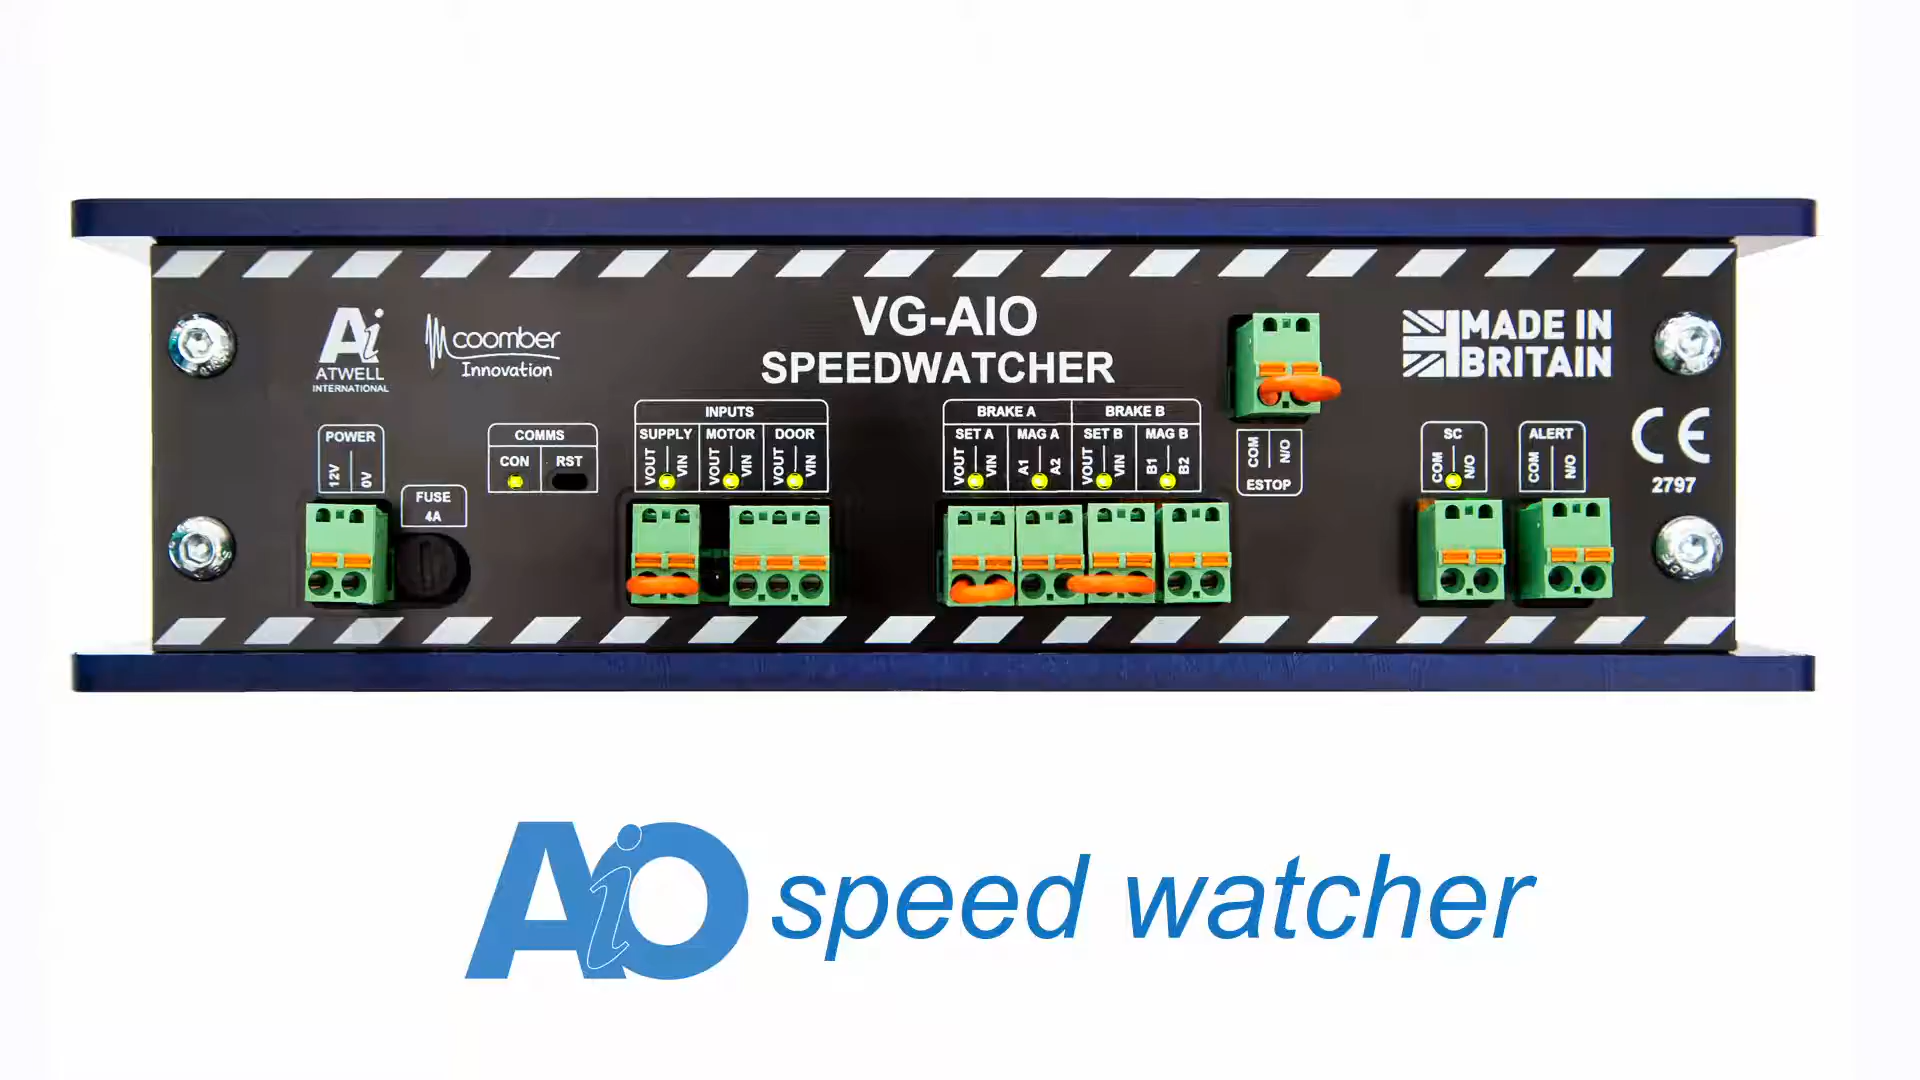 VG-AIO
SPEEDWATCHER
Ai
ATWELL
INTERNATIONAL
coomber
Innovation
MADE IN
BRITAIN
CE
2797
POWER
12V
0V
FUSE
4A
COMMS
CON
RST
INPUTS
SUPPLY
MOTOR
DOOR
VOUT
VIN
VOUT
VIN
VOUT
VIN
BRAKE A
BRAKE B
SET A
MAG A
SET B
MAG B
VOUT
VIN
A1
A2
VOUT
VIN
B1
B2
COM
N/O
ESTOP
SC
COM
N/O
ALERT
COM
N/O
AiO speed watcher